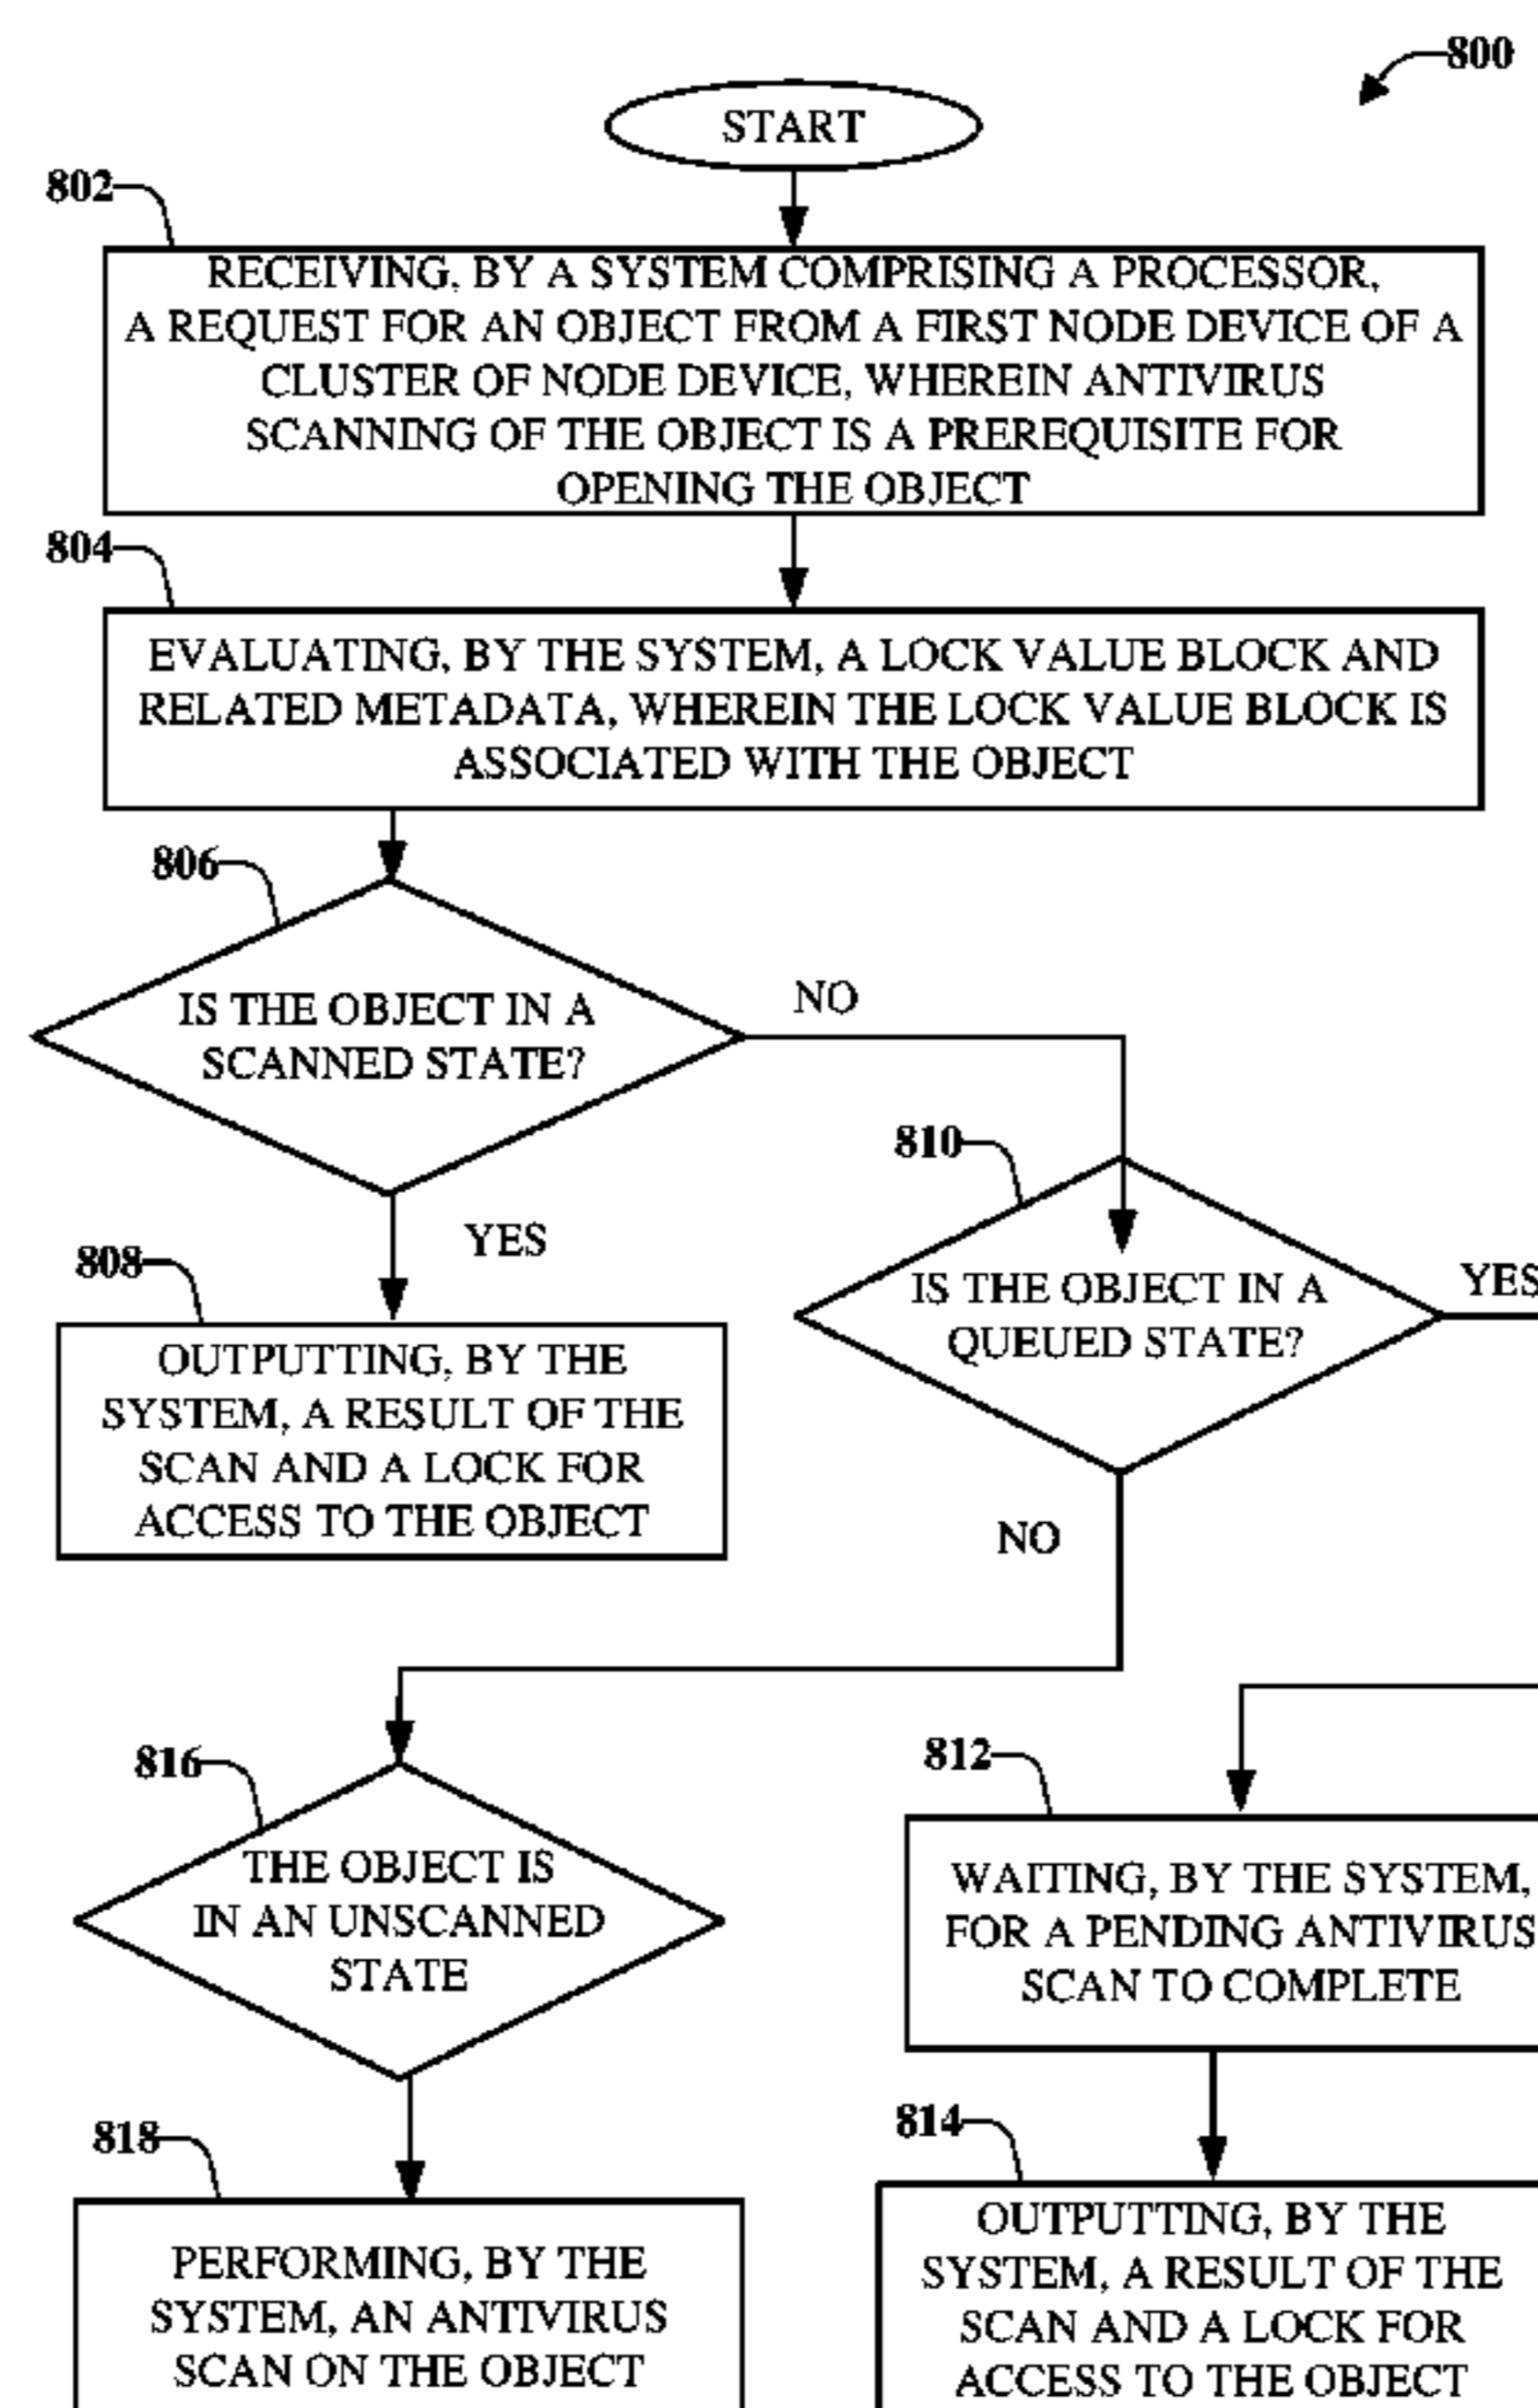 800
START
802
RECEIVING, BY A SYSTEM COMPRISING A PROCESSOR,
A REQUEST FOR AN OBJECT FROM A FIRST NODE DEVICE OF A
CLUSTER OF NODE DEVICE, WHEREIN ANTIVIRUS
SCANNING OF THE OBJECT IS A PREREQUISITE FOR
OPENING THE OBJECT
804
EVALUATING, BY THE SYSTEM, A LOCK VALUE BLOCK AND
RELATED METADATA, WHEREIN THE LOCK VALUE BLOCK IS
ASSOCIATED WITH THE OBJECT
806
IS THE OBJECT IN A
SCANNED STATE?
NO
YES
808
OUTPUTTING, BY THE
SYSTEM, A RESULT OF THE
SCAN AND A LOCK FOR
ACCESS TO THE OBJECT
810
IS THE OBJECT IN A
QUEUED STATE?
YES
NO
816
THE OBJECT IS
IN AN UNSCANNED
STATE
812
WAITING, BY THE SYSTEM,
FOR A PENDING ANTIVIRUS
SCAN TO COMPLETE
818
PERFORMING, BY THE
SYSTEM, AN ANTIVIRUS
SCAN ON THE OBJECT
814
OUTPUTTING, BY THE
SYSTEM, A RESULT OF THE
SCAN AND A LOCK FOR
ACCESS TO THE OBJECT